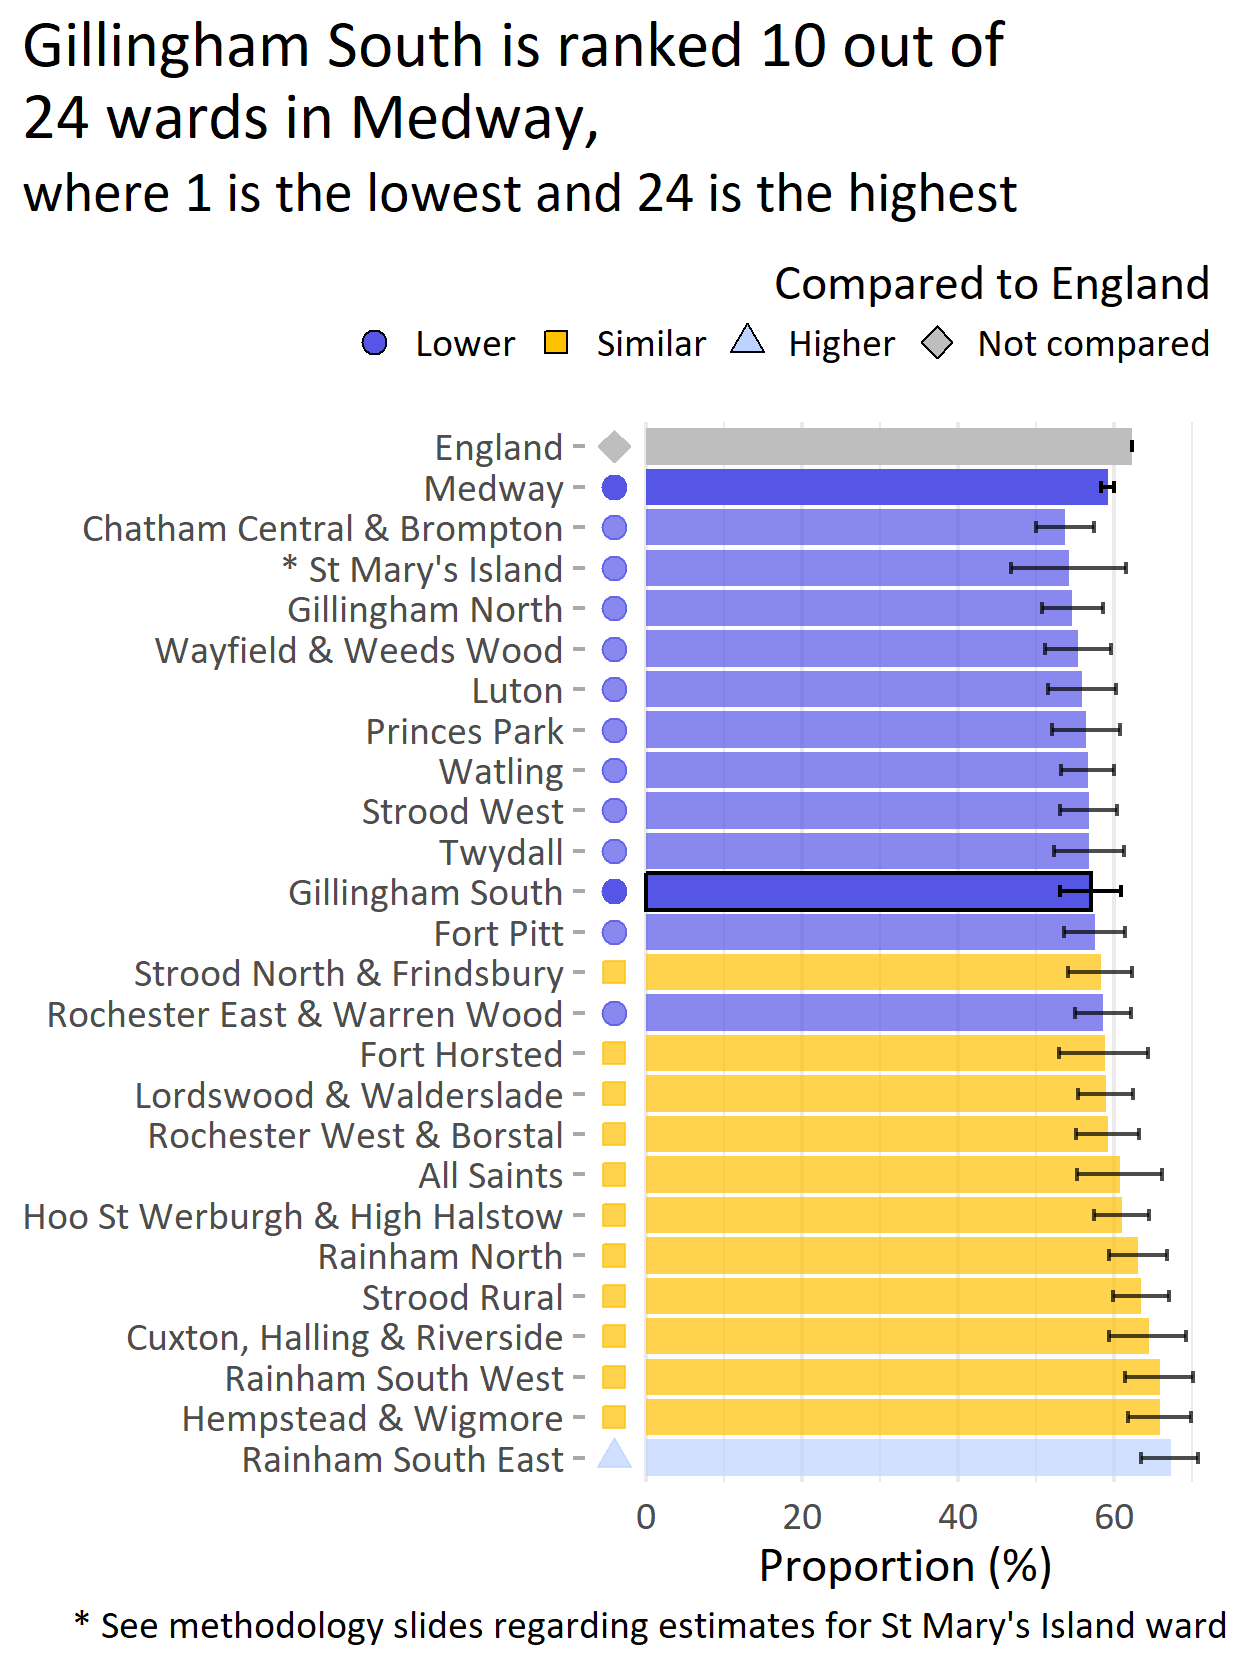 Gillingham South is ranked 10 out of
24 wards in Medway,
where 1 is the lowest and 24 is the highest
Compared to England
Lower Similar Higher Not compared
England
Medway
Chatham Central & Brompton
* St Mary's Island
Gillingham North
Wayfield & Weeds Wood
Luton
Princes Park
Watling
Strood West
Twydall
Gillingham South
Fort Pitt
Strood North & Frindsbury
Rochester East & Warren Wood
Fort Horsted
Lordswood & Walderslade
Rochester West & Borstal
All Saints
Hoo St Werburgh & High Halstow
Rainham North
Strood Rural
Cuxton, Halling & Riverside
Rainham South West
Hempstead & Wigmore
Rainham South East
0 20 40 60
Proportion (%)
* See methodology slides regarding estimates for St Mary's Island ward